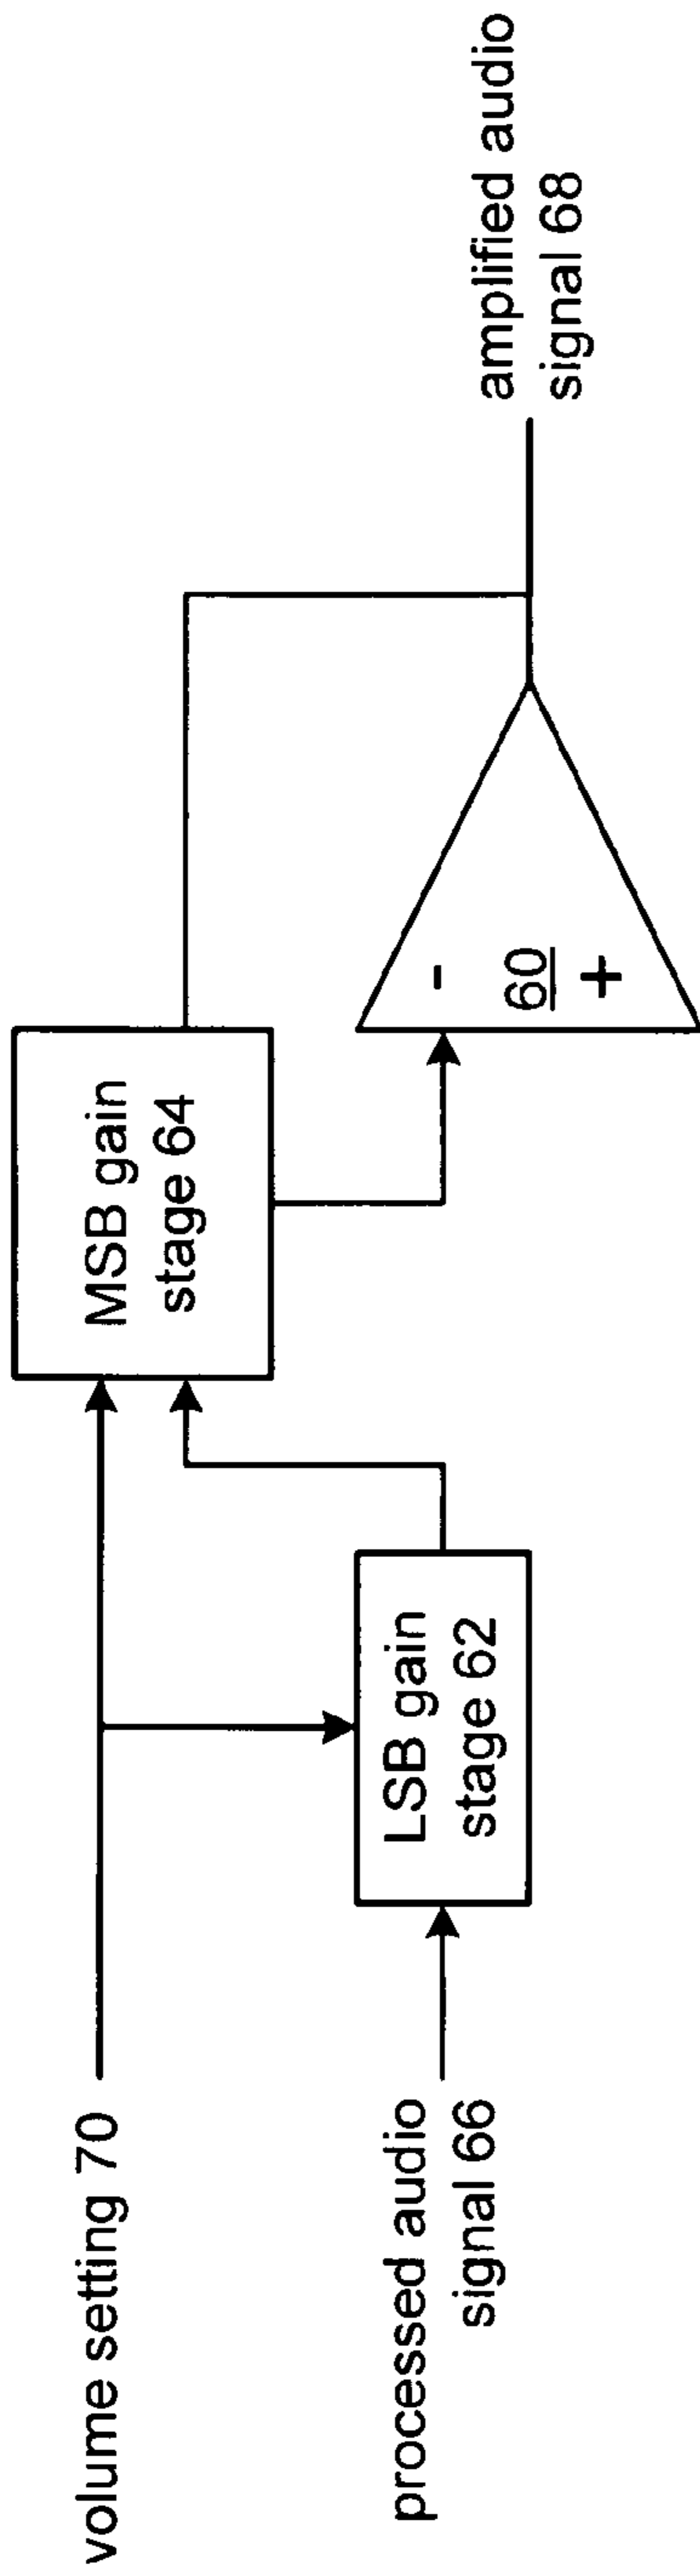 volume setting 70
processed audio
signal 66
LSB gain
stage 62
MSB gain
stage 64
-
60
+
amplified audio
signal 68